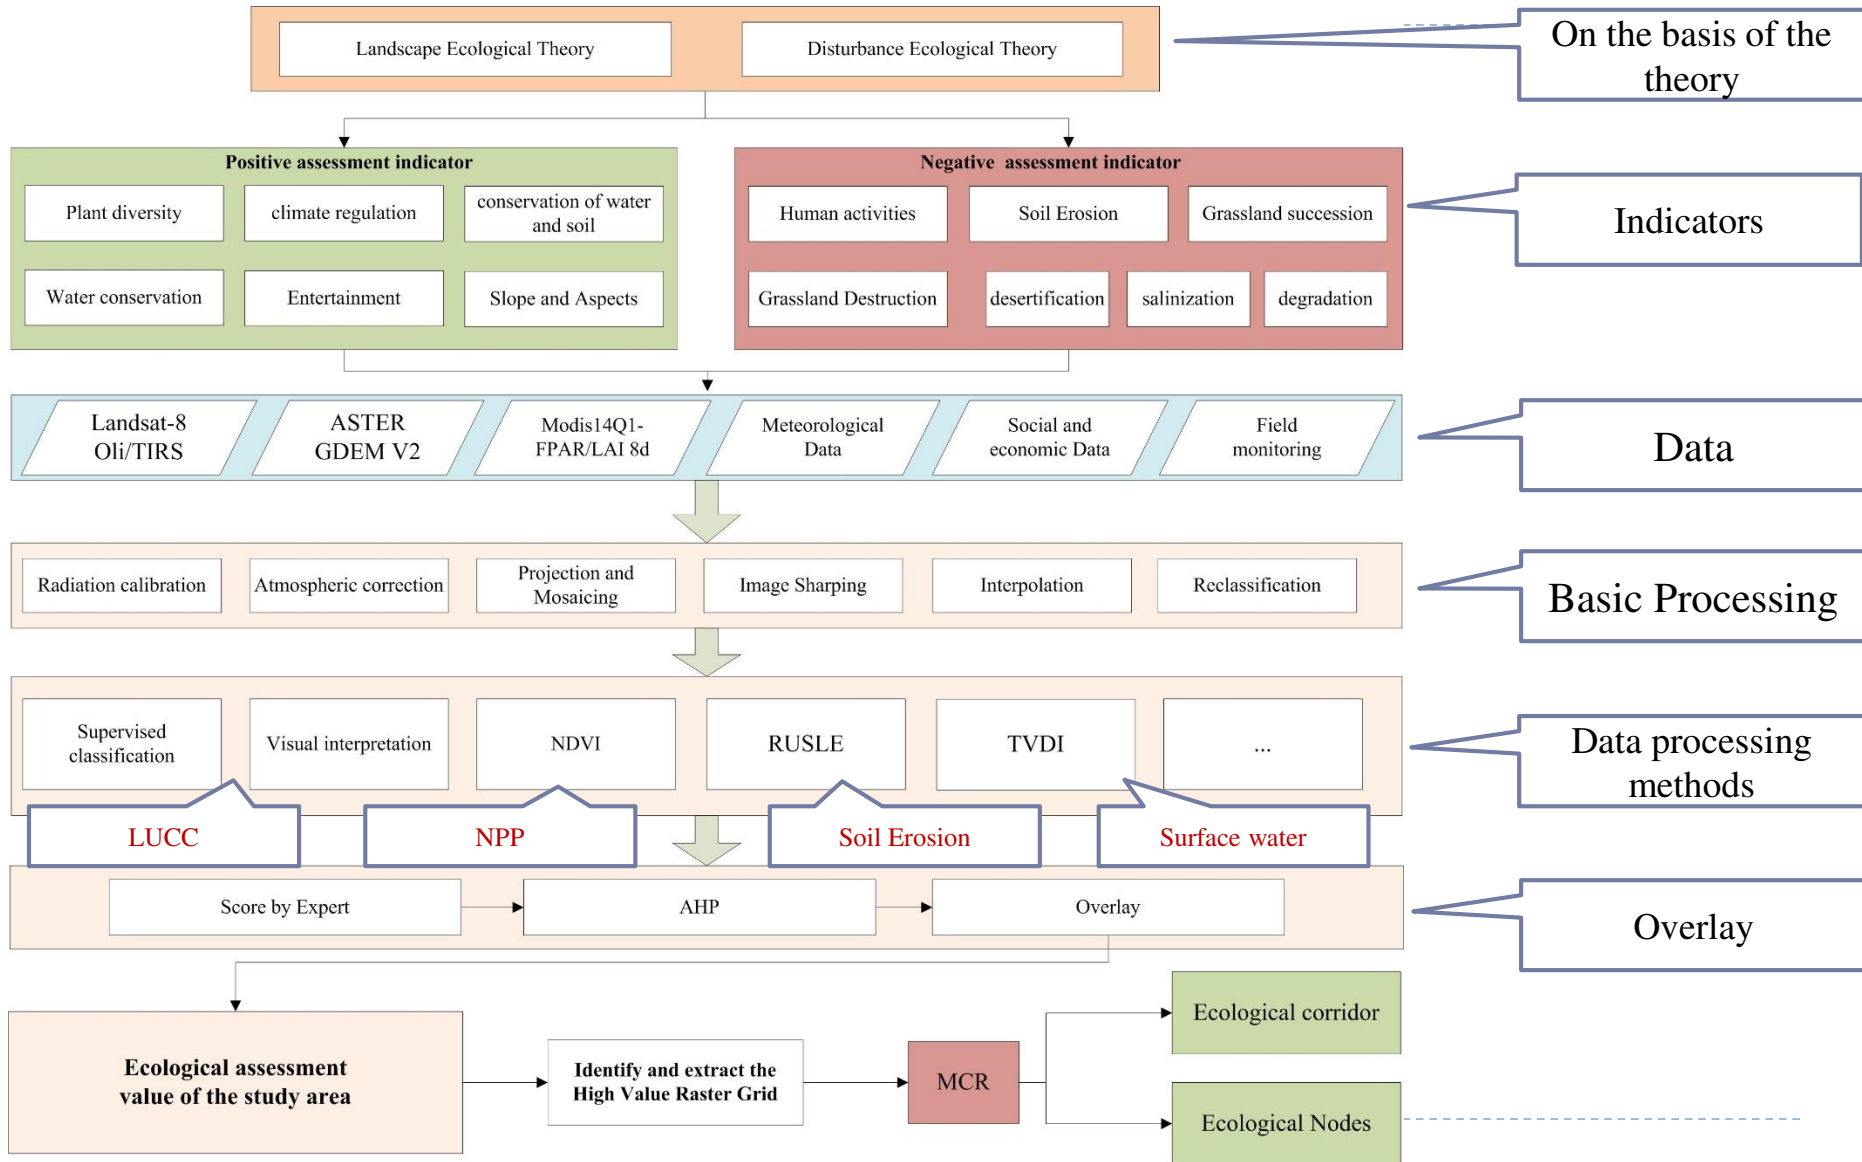 Landscape Ecological Theory
Disturbance Ecological Theory
On the basis of the
theory
Positive assessment indicator
Plant diversity
climate regulation
conservation of water
and soil
Water conservation
Entertainment
Slope and Aspects
Negative assessment indicator
Human activities
Soil Erosion
Grassland succession
Grassland Destruction
desertification
salinization
degradation
Indicators
Landsat-8
Oli/TIRS
ASTER
GDEM V2
Modis14Q1-
FPAR/LAI 8d
Meteorological
Data
Social and
economic Data
Field
monitoring
Data
Radiation calibration
Atmospheric correction
Projection and
Mosaicing
Image Sharping
Interpolation
Reclassification
Basic Processing
Supervised
classification
Visual interpretation
NDVI
RUSLE
TVDI
...
Data processing
methods
LUCC
NPP
Soil Erosion
Surface water
Score by Expert
AHP
Overlay
Overlay
Ecological assessment
value of the study area
Identify and extract the
High Value Raster Grid
MCR
Ecological corridor
Ecological Nodes